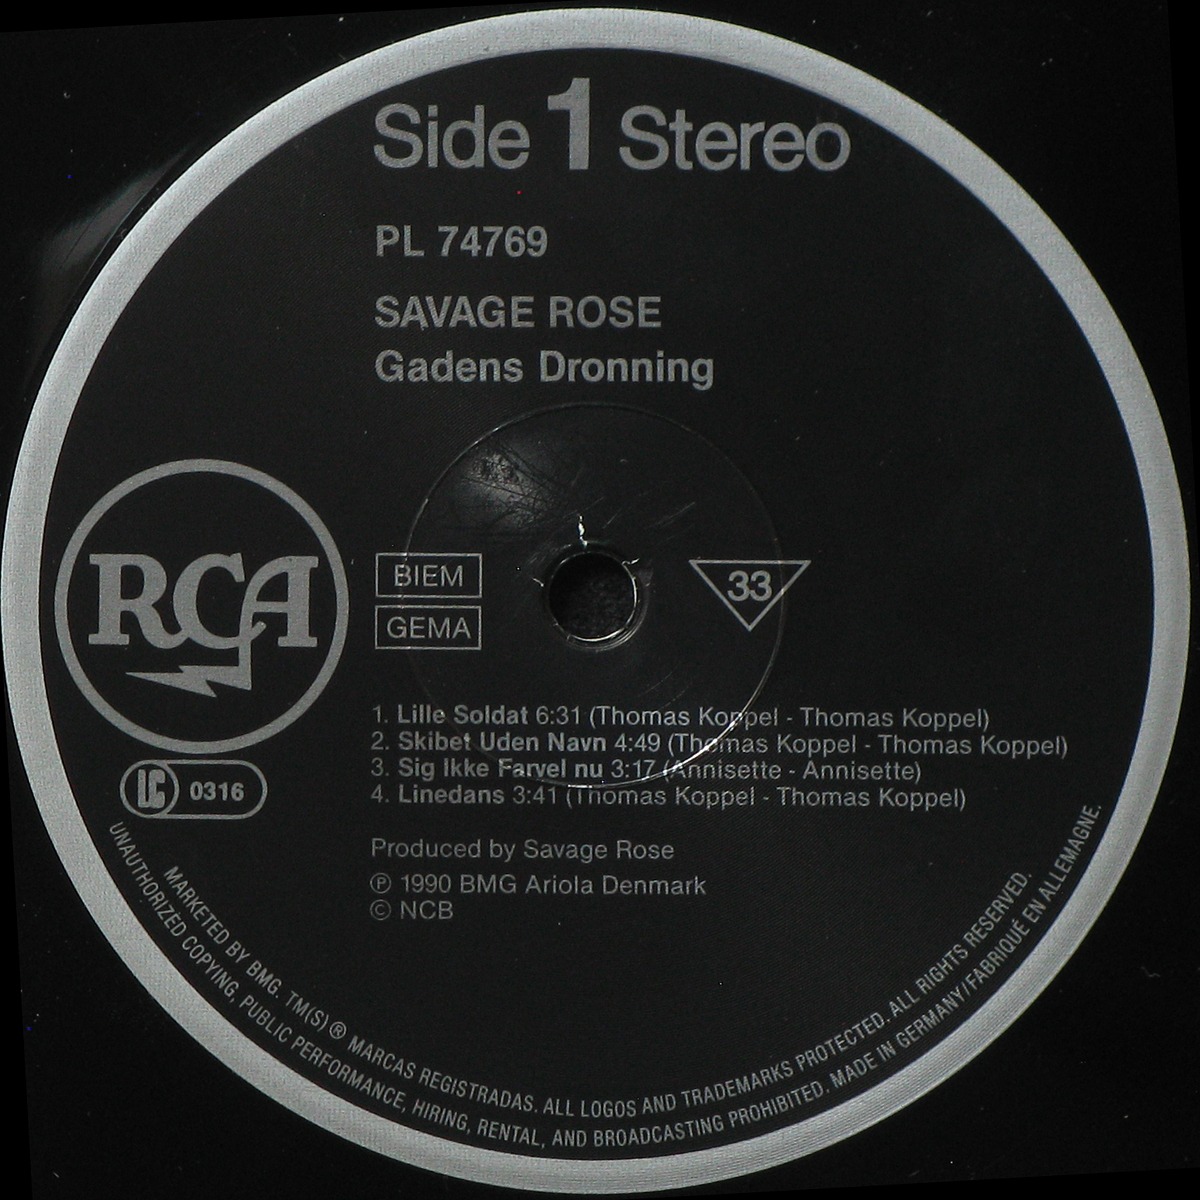 Side 1 Stereo
PL 74769
SAVAGE ROSE
Gadens Dronning
RCA
BIEM
GEMA
33
LC 0316
1. Lille Soldat 6:31 (Thomas Koppel - Thomas Koppel)
2. Skibet Uden Navn 4:49 (Thomas Koppel - Thomas Koppel)
3. Sig Ikke Farvel nu 3:17 (Annisette - Annisette)
4. Linedans 3:41 (Thomas Koppel - Thomas Koppel)
Produced by Savage Rose
℗ 1990 BMG Ariola Denmark
© NCB
MARKETED BY BMG. TM(S) ® MARCAS REGISTRADAS. ALL LOGOS AND TRADEMARKS PROTECTED. ALL RIGHTS RESERVED.
UNAUTHORIZED COPYING, PUBLIC PERFORMANCE, HIRING, RENTAL, AND BROADCASTING PROHIBITED. MADE IN GERMANY/FABRIQUÉ EN ALLEMAGNE.